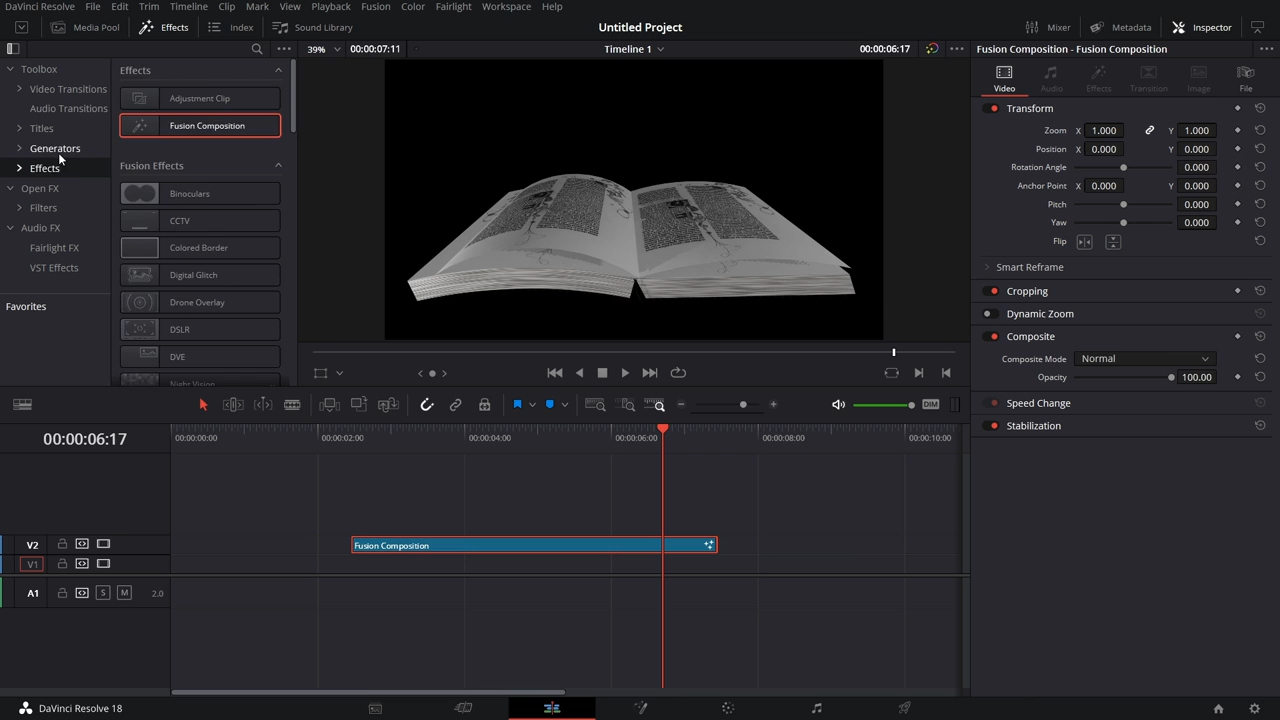 DaVinci Resolve File Edit Trim Timeline Clip Mark View Playback Fusion Color Fairlight Workspace Help
Media Pool Effects Index Sound Library Untitled Project Mixer Metadata Inspector
39% 00:00:07:11 Timeline 1 00:00:06:17 Fusion Composition - Fusion Composition
Toolbox
Video Transitions
Audio Transitions
Titles
Generators
Effects
Open FX
Filters
Audio FX
Fairlight FX
VST Effects
Favorites
Effects
Adjustment Clip
Fusion Composition
Fusion Effects
Binoculars
CCTV
Colored Border
Digital Glitch
Drone Overlay
DSLR
DVE
Night Vision
Video Audio Effects Transition Image File
Transform
Zoom X 1.000 Y 1.000
Position X 0.000 Y 0.000
Rotation Angle 0.000
Anchor Point X 0.000 Y 0.000
Pitch 0.000
Yaw 0.000
Flip
Smart Reframe
Cropping
Dynamic Zoom
Composite
Composite Mode Normal
Opacity 100.00
Speed Change
Stabilization
DIM
00:00:06:17
00:00:00:00 00:00:02:00 00:00:04:00 00:00:06:00 00:00:08:00 00:00:10:00
V2 Fusion Composition
V1
A1 S M 2.0
DaVinci Resolve 18